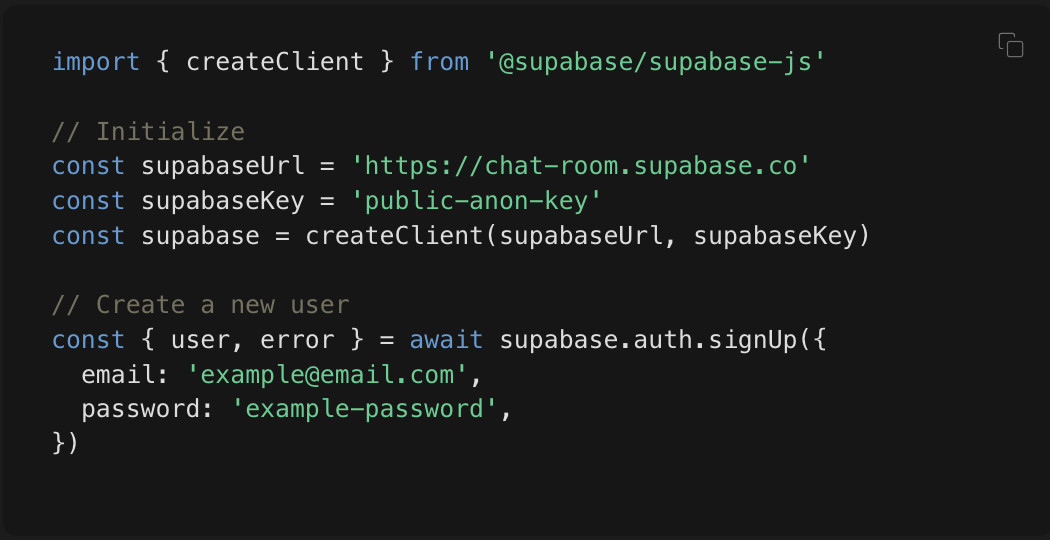 import { createClient } from '@supabase/supabase-js'
// Initialize
const supabaseUrl = 'https://chat-room.supabase.co'
const supabaseKey = 'public-anon-key'
const supabase = createClient(supabaseUrl, supabaseKey)
// Create a new user
const { user, error } = await supabase.auth.signUp({
  email: 'example@email.com',
  password: 'example-password',
})